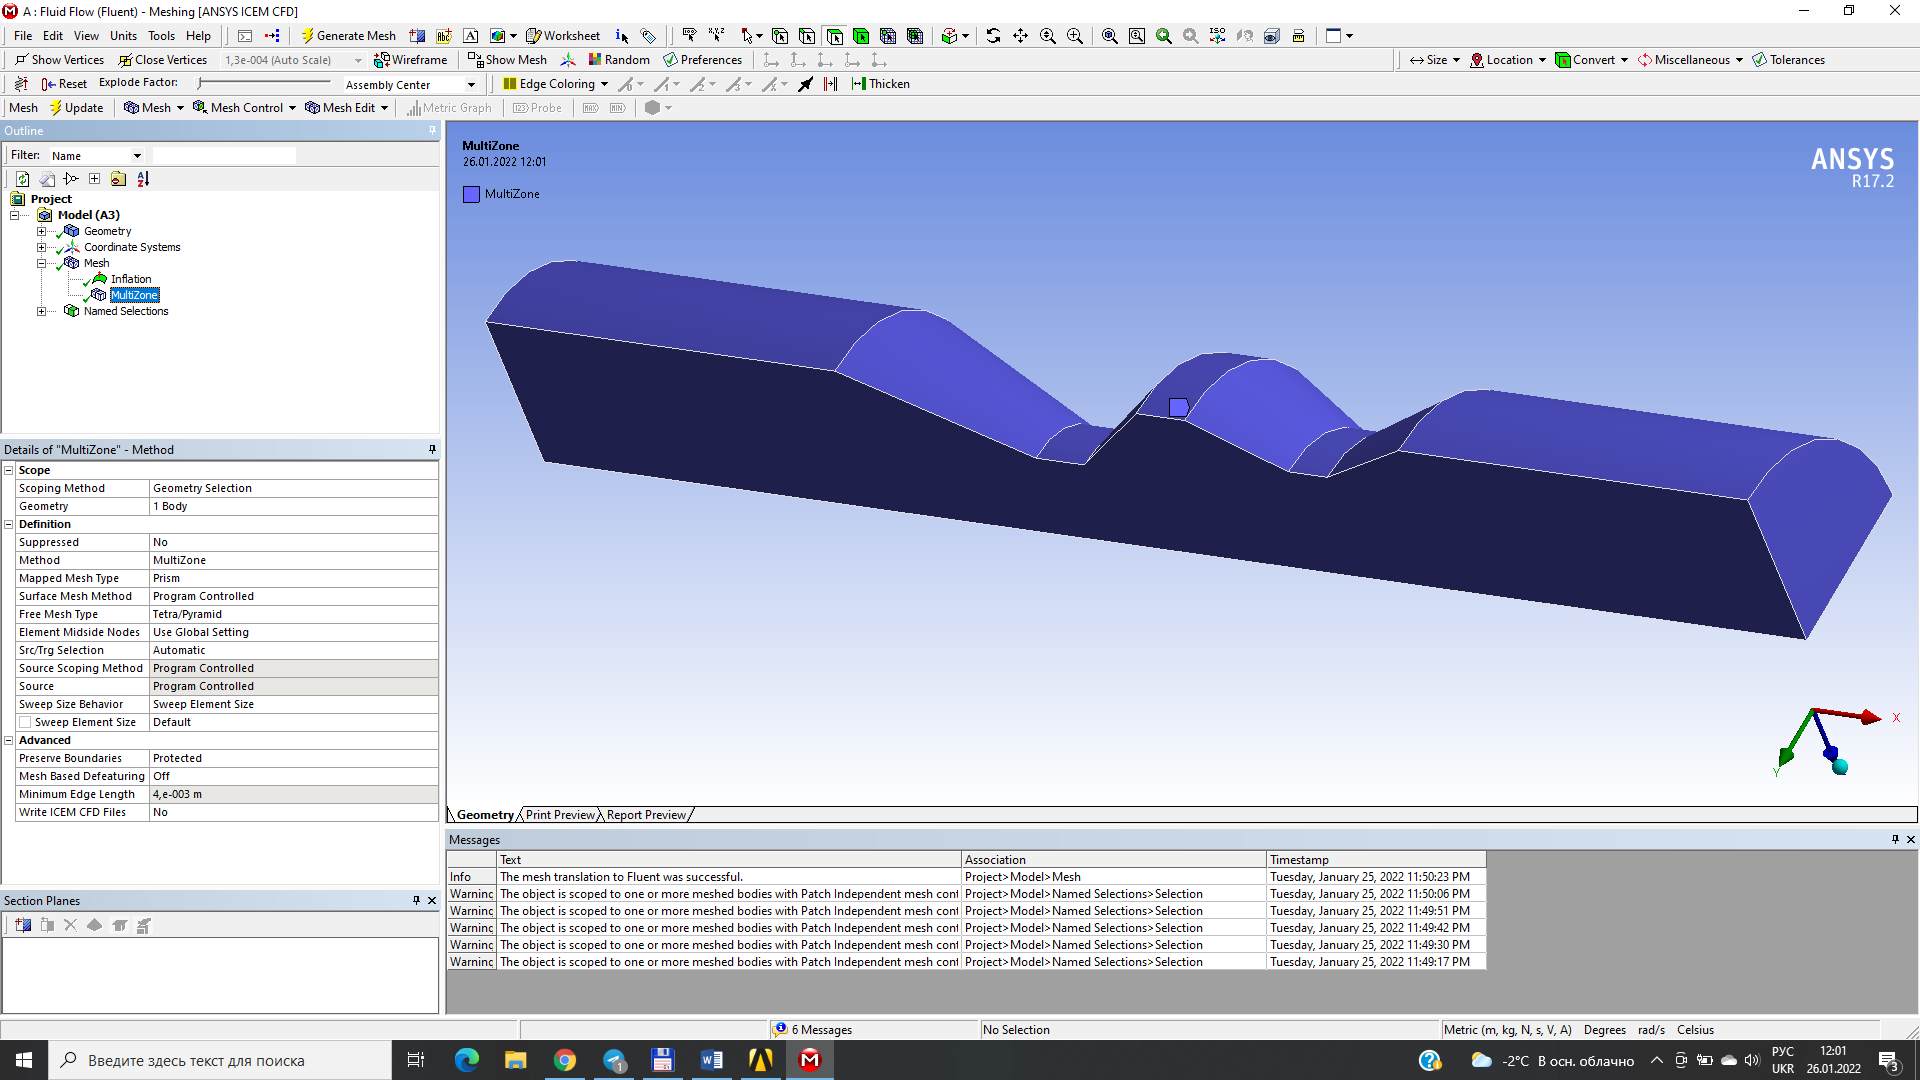 A : Fluid Flow (Fluent) - Meshing [ANSYS ICEM CFD]
File Edit View Units Tools Help Generate Mesh Worksheet
Show Vertices Close Vertices 1,3e-004 (Auto Scale) Wireframe Show Mesh Random Preferences Size Location Convert Miscellaneous Tolerances
Reset Explode Factor: Assembly Center Edge Coloring Thicken
Mesh Update Mesh Mesh Control Mesh Edit Metric Graph Probe
Outline
Filter: Name
Project
Model (A3)
Geometry
Coordinate Systems
Mesh
Inflation
MultiZone
Named Selections
Details of "MultiZone" - Method
Scope
Scoping Method Geometry Selection
Geometry 1 Body
Definition
Suppressed No
Method MultiZone
Mapped Mesh Type Prism
Surface Mesh Method Program Controlled
Free Mesh Type Tetra/Pyramid
Element Midside Nodes Use Global Setting
Src/Trg Selection Automatic
Source Scoping Method Program Controlled
Source Program Controlled
Sweep Size Behavior Sweep Element Size
Sweep Element Size Default
Advanced
Preserve Boundaries Protected
Mesh Based Defeaturing Off
Minimum Edge Length 4,e-003 m
Write ICEM CFD Files No
Section Planes
MultiZone
26.01.2022 12:01
MultiZone
ANSYS
R17.2
X
Y
Geometry Print Preview Report Preview
Messages
Text Association Timestamp
Info The mesh translation to Fluent was successful. Project>Model>Mesh Tuesday, January 25, 2022 11:50:23 PM
Warning The object is scoped to one or more meshed bodies with Patch Independent mesh cont Project>Model>Named Selections>Selection Tuesday, January 25, 2022 11:50:06 PM
Warning The object is scoped to one or more meshed bodies with Patch Independent mesh cont Project>Model>Named Selections>Selection Tuesday, January 25, 2022 11:49:51 PM
Warning The object is scoped to one or more meshed bodies with Patch Independent mesh cont Project>Model>Named Selections>Selection Tuesday, January 25, 2022 11:49:42 PM
Warning The object is scoped to one or more meshed bodies with Patch Independent mesh cont Project>Model>Named Selections>Selection Tuesday, January 25, 2022 11:49:30 PM
Warning The object is scoped to one or more meshed bodies with Patch Independent mesh cont Project>Model>Named Selections>Selection Tuesday, January 25, 2022 11:49:17 PM
6 Messages No Selection Metric (m, kg, N, s, V, A) Degrees rad/s Celsius
Введите здесь текст для поиска
-2°C В осн. облачно
РУС
UKR
12:01
26.01.2022
3